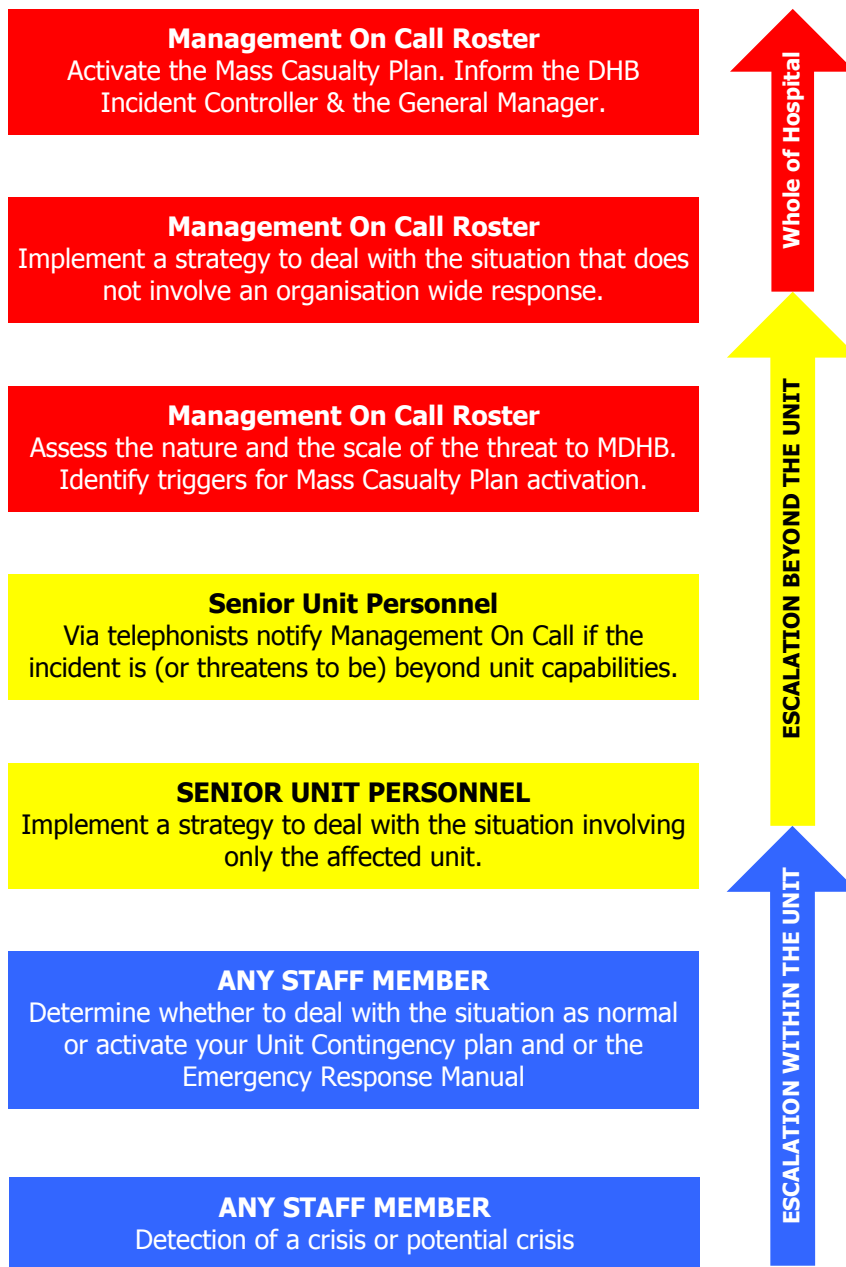 Management On Call Roster
Activate the Mass Casualty Plan. Inform the DHB
Incident Controller & the General Manager.
Management On Call Roster
Implement a strategy to deal with the situation that does
not involve an organisation wide response.
Management On Call Roster
Assess the nature and the scale of the threat to MDHB.
Identify triggers for Mass Casualty Plan activation.
Senior Unit Personnel
Via telephonists notify Management On Call if the
incident is (or threatens to be) beyond unit capabilities.
SENIOR UNIT PERSONNEL
Implement a strategy to deal with the situation involving
only the affected unit.
ANY STAFF MEMBER
Determine whether to deal with the situation as normal
or activate your Unit Contingency plan and or the
Emergency Response Manual
ANY STAFF MEMBER
Detection of a crisis or potential crisis
Whole of Hospital
ESCALATION BEYOND THE UNIT
ESCALATION WITHIN THE UNIT